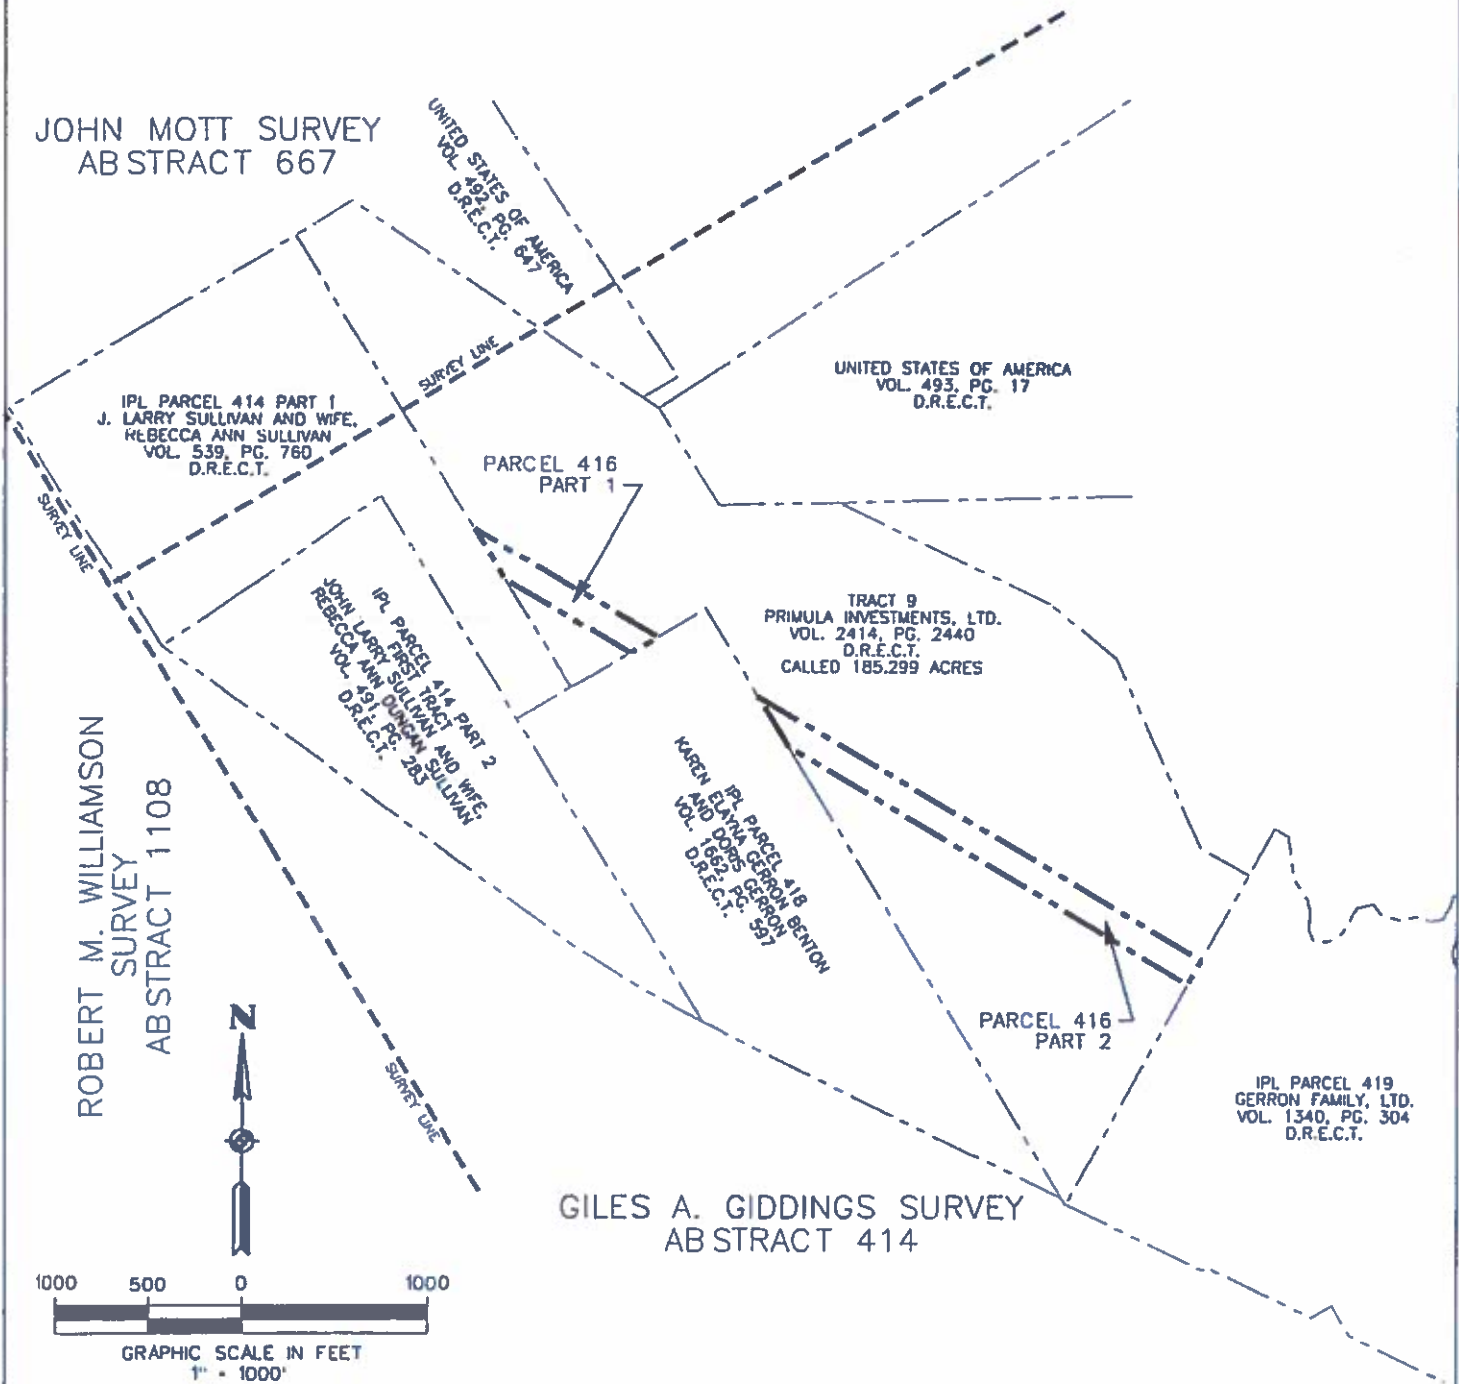 JOHN MOTT SURVEY
ABSTRACT 667
UNITED STATES OF AMERICA
VOL. 492, PG. 647
D.R.E.C.T.
SURVEY LINE
UNITED STATES OF AMERICA
VOL. 493, PG. 17
D.R.E.C.T.
IPL PARCEL 414 PART 1
J. LARRY SULLIVAN AND WIFE,
REBECCA ANN SULLIVAN
VOL. 539, PG. 760
D.R.E.C.T.
PARCEL 416
PART 1
SURVEY LINE
IPL PARCEL 414 PART 2
FIRST TRACT
JOHN LARRY SULLIVAN AND WIFE,
REBECCA ANN DUNCAN SULLIVAN
VOL. 491, PG. 283
D.R.E.C.T.
TRACT 9
PRIMULA INVESTMENTS, LTD.
VOL. 2414, PG. 2440
D.R.E.C.T.
CALLED 185.299 ACRES
ROBERT M. WILLIAMSON
SURVEY
ABSTRACT 1108
IPL PARCEL 418
KAREN ELAYNA GERRON BENTON
AND DORIS GERRON
VOL. 1662, PG. 597
D.R.E.C.T.
PARCEL 416
PART 2
N
SURVEY LINE
IPL PARCEL 419
GERRON FAMILY, LTD.
VOL. 1340, PG. 304
D.R.E.C.T.
GILES A. GIDDINGS SURVEY
ABSTRACT 414
1000 500 0 1000
GRAPHIC SCALE IN FEET
1" - 1000'